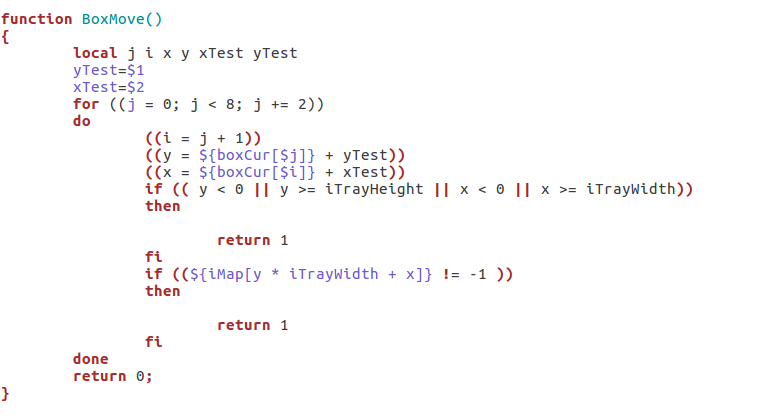 function BoxMove()
{
        local j i x y xTest yTest
        yTest=$1
        xTest=$2
        for ((j = 0; j < 8; j += 2))
        do
                ((i = j + 1))
                ((y = ${boxCur[$j]} + yTest))
                ((x = ${boxCur[$i]} + xTest))
                if (( y < 0 || y >= iTrayHeight || x < 0 || x >= iTrayWidth))
                then

                        return 1
                fi
                if ((${iMap[y * iTrayWidth + x]} != -1 ))
                then

                        return 1
                fi
        done
        return 0;
}